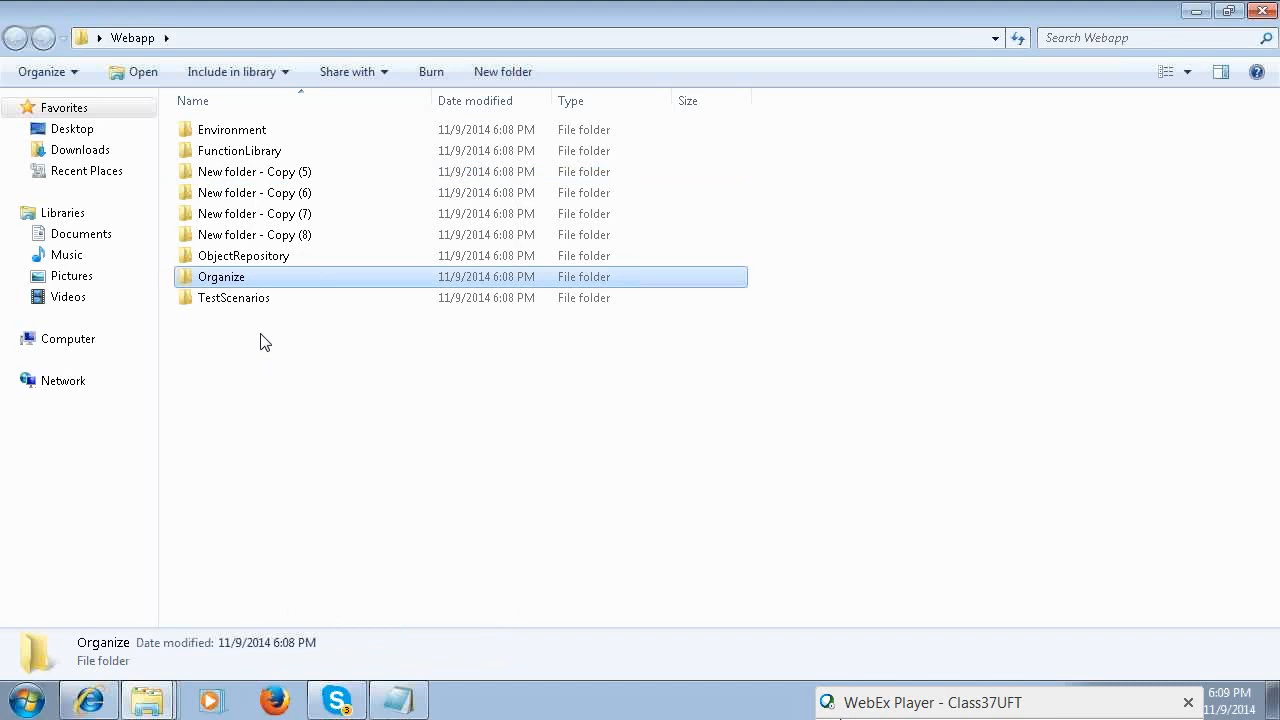 Webapp
Search Webapp
Organize Open Include in library Share with Burn New folder
Name Date modified Type Size
Favorites
Desktop
Downloads
Recent Places
Libraries
Documents
Music
Pictures
Videos
Computer
Network
Environment 11/9/2014 6:08 PM File folder
FunctionLibrary 11/9/2014 6:08 PM File folder
New folder - Copy (5) 11/9/2014 6:08 PM File folder
New folder - Copy (6) 11/9/2014 6:08 PM File folder
New folder - Copy (7) 11/9/2014 6:08 PM File folder
New folder - Copy (8) 11/9/2014 6:08 PM File folder
ObjectRepository 11/9/2014 6:08 PM File folder
Organize 11/9/2014 6:08 PM File folder
TestScenarios 11/9/2014 6:08 PM File folder
Organize Date modified: 11/9/2014 6:08 PM
File folder
3
WebEx Player - Class37UFT
6:09 PM
11/9/2014